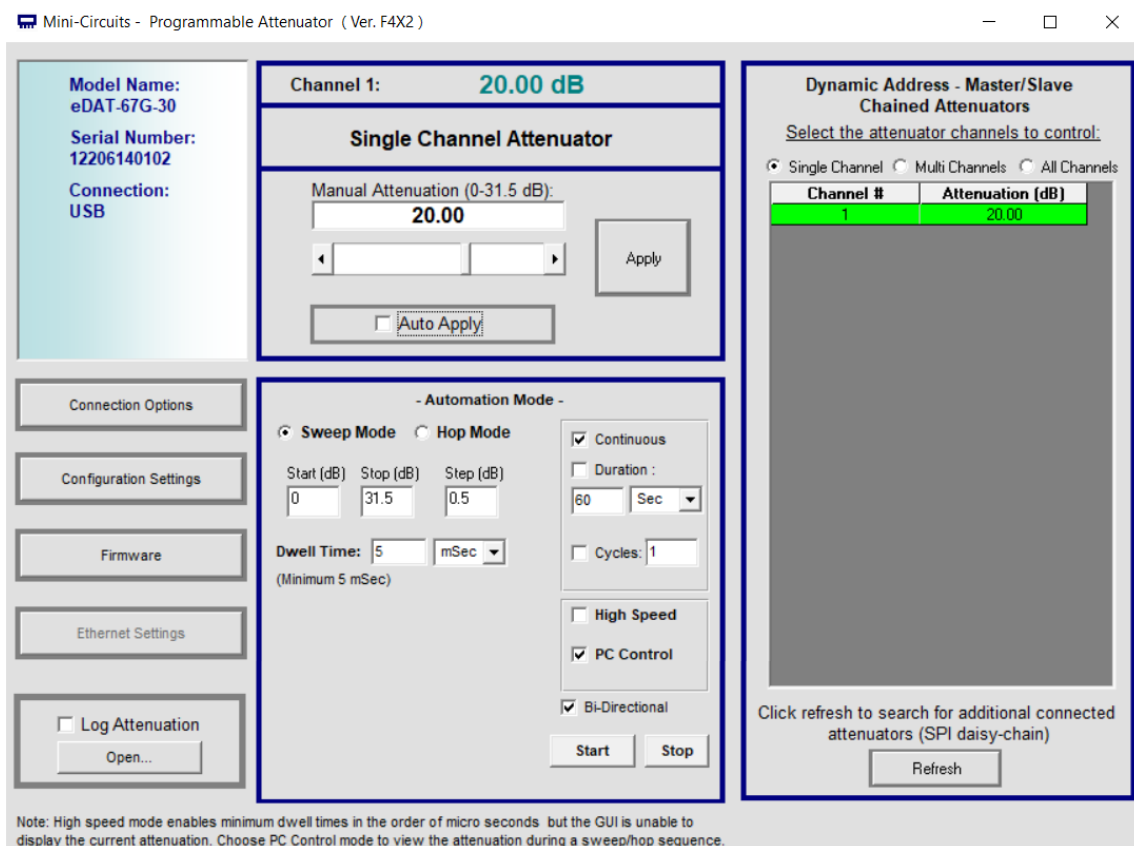 Mini-Circuits - Programmable Attenuator ( Ver. F4X2 )
Model Name:
eDAT-67G-30
Serial Number:
12206140102
Connection:
USB
Channel 1: 20.00 dB
Single Channel Attenuator
Manual Attenuation (0-31.5 dB):
20.00
Apply
Auto Apply
Dynamic Address - Master/Slave
Chained Attenuators
Select the attenuator channels to control:
Single Channel Multi Channels All Channels
Channel # Attenuation (dB)
1 20.00
Click refresh to search for additional connected
attenuators (SPI daisy-chain)
Refresh
Connection Options
Configuration Settings
Firmware
Ethernet Settings
Log Attenuation
Open...
- Automation Mode -
Sweep Mode Hop Mode
Start (dB) Stop (dB) Step (dB)
0 31.5 0.5
Dwell Time: 5 mSec
(Minimum 5 mSec)
Continuous
Duration :
60 Sec
Cycles: 1
High Speed
PC Control
Bi-Directional
Start Stop
Note: High speed mode enables minimum dwell times in the order of micro seconds but the GUI is unable to
display the current attenuation. Choose PC Control mode to view the attenuation during a sweep/hop sequence.